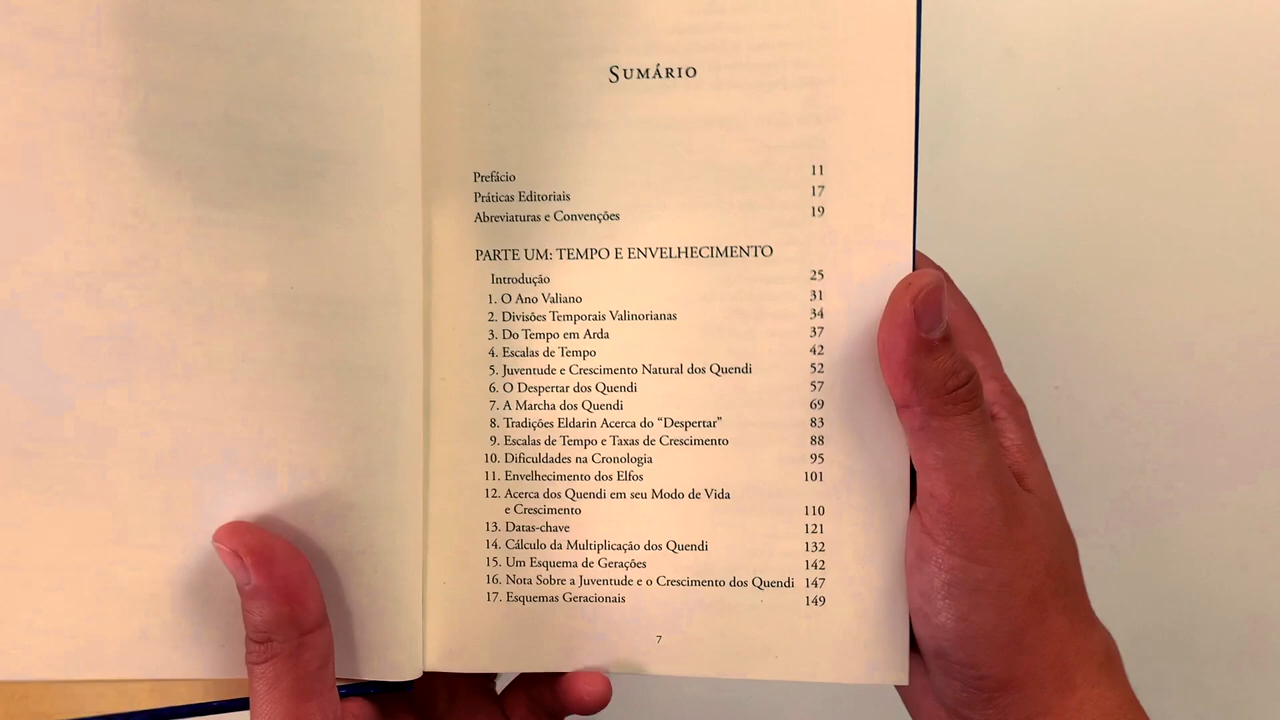 SUMÁRIO
Prefácio 11
Práticas Editoriais 17
Abreviaturas e Convenções 19
PARTE UM: TEMPO E ENVELHECIMENTO
Introdução 25
1. O Ano Valiano 31
2. Divisões Temporais Valinorianas 34
3. Do Tempo em Arda 37
4. Escalas de Tempo 42
5. Juventude e Crescimento Natural dos Quendi 52
6. O Despertar dos Quendi 57
7. A Marcha dos Quendi 69
8. Tradições Eldarin Acerca do “Despertar” 83
9. Escalas de Tempo e Taxas de Crescimento 88
10. Dificuldades na Cronologia 95
11. Envelhecimento dos Elfos 101
12. Acerca dos Quendi em seu Modo de Vida
e Crescimento 110
13. Datas-chave 121
14. Cálculo da Multiplicação dos Quendi 132
15. Um Esquema de Gerações 142
16. Nota Sobre a Juventude e o Crescimento dos Quendi 147
17. Esquemas Geracionais 149
7